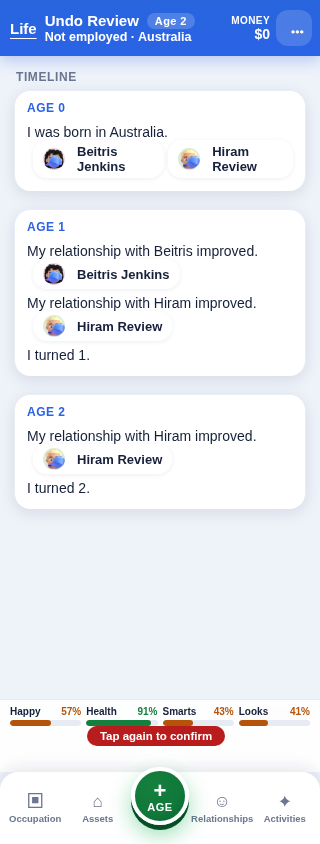 Life
Undo Review Age 2
Not employed · Australia
MONEY
$0
...
TIMELINE
AGE 0
I was born in Australia.
Beitris Jenkins
Hiram Review
AGE 1
My relationship with Beitris improved.
Beitris Jenkins
My relationship with Hiram improved.
Hiram Review
I turned 1.
AGE 2
My relationship with Hiram improved.
Hiram Review
I turned 2.
Happy 57% Health 91% Smarts 43% Looks 41%
Tap again to confirm
+
AGE
Occupation Assets Relationships Activities